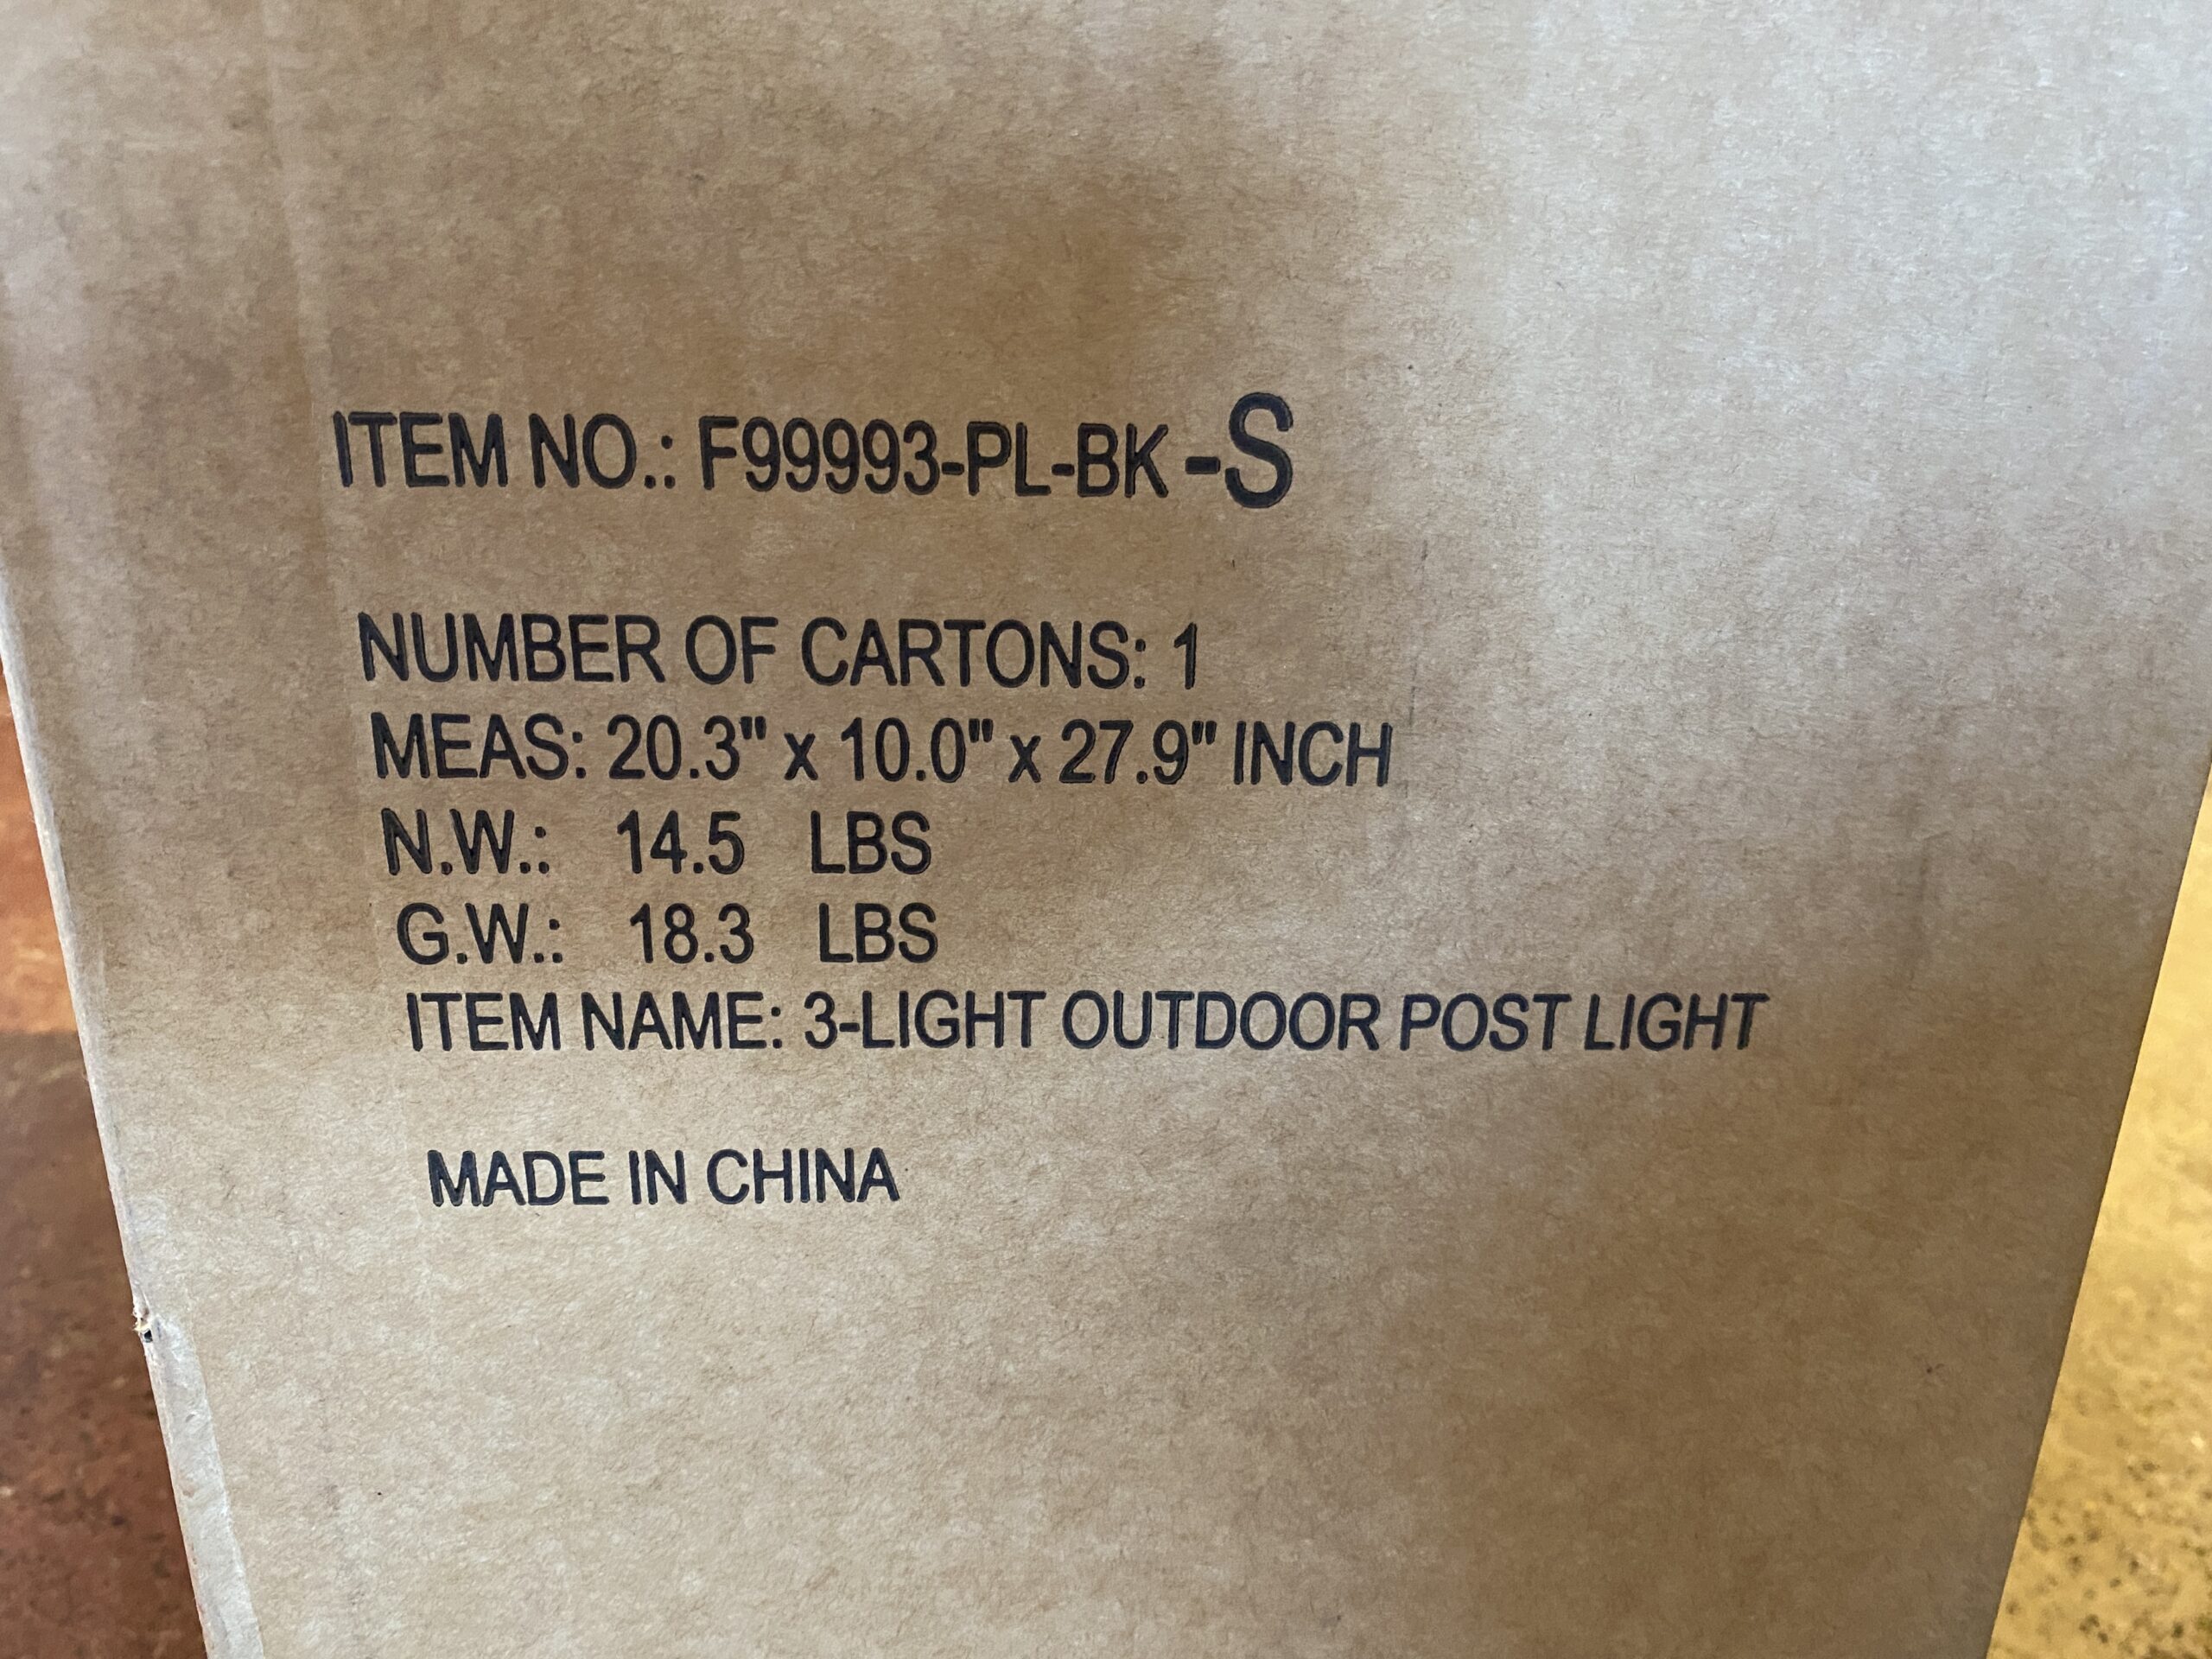 ITEM NO.: F99993-PL-BK-S
NUMBER OF CARTONS: 1
MEAS: 20.3" x 10.0" x 27.9" INCH
N.W.: 14.5 LBS
G.W.: 18.3 LBS
ITEM NAME: 3-LIGHT OUTDOOR POST LIGHT
MADE IN CHINA